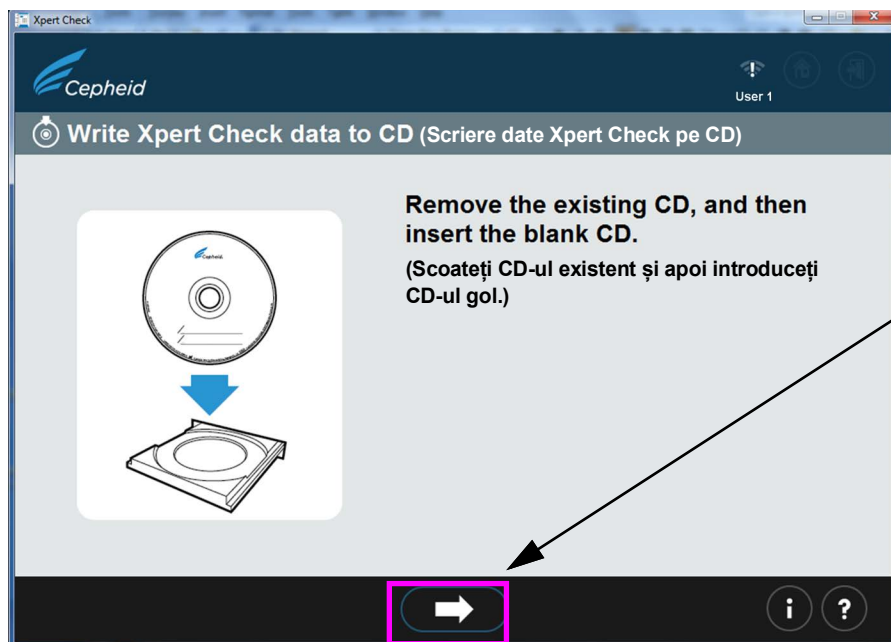 Xpert Check
Cepheid
User 1
Write Xpert Check data to CD (Scriere date Xpert Check pe CD)
Cepheid
Remove the existing CD, and then
insert the blank CD.
(Scoateți CD-ul existent și apoi introduceți
CD-ul gol.)
i ?